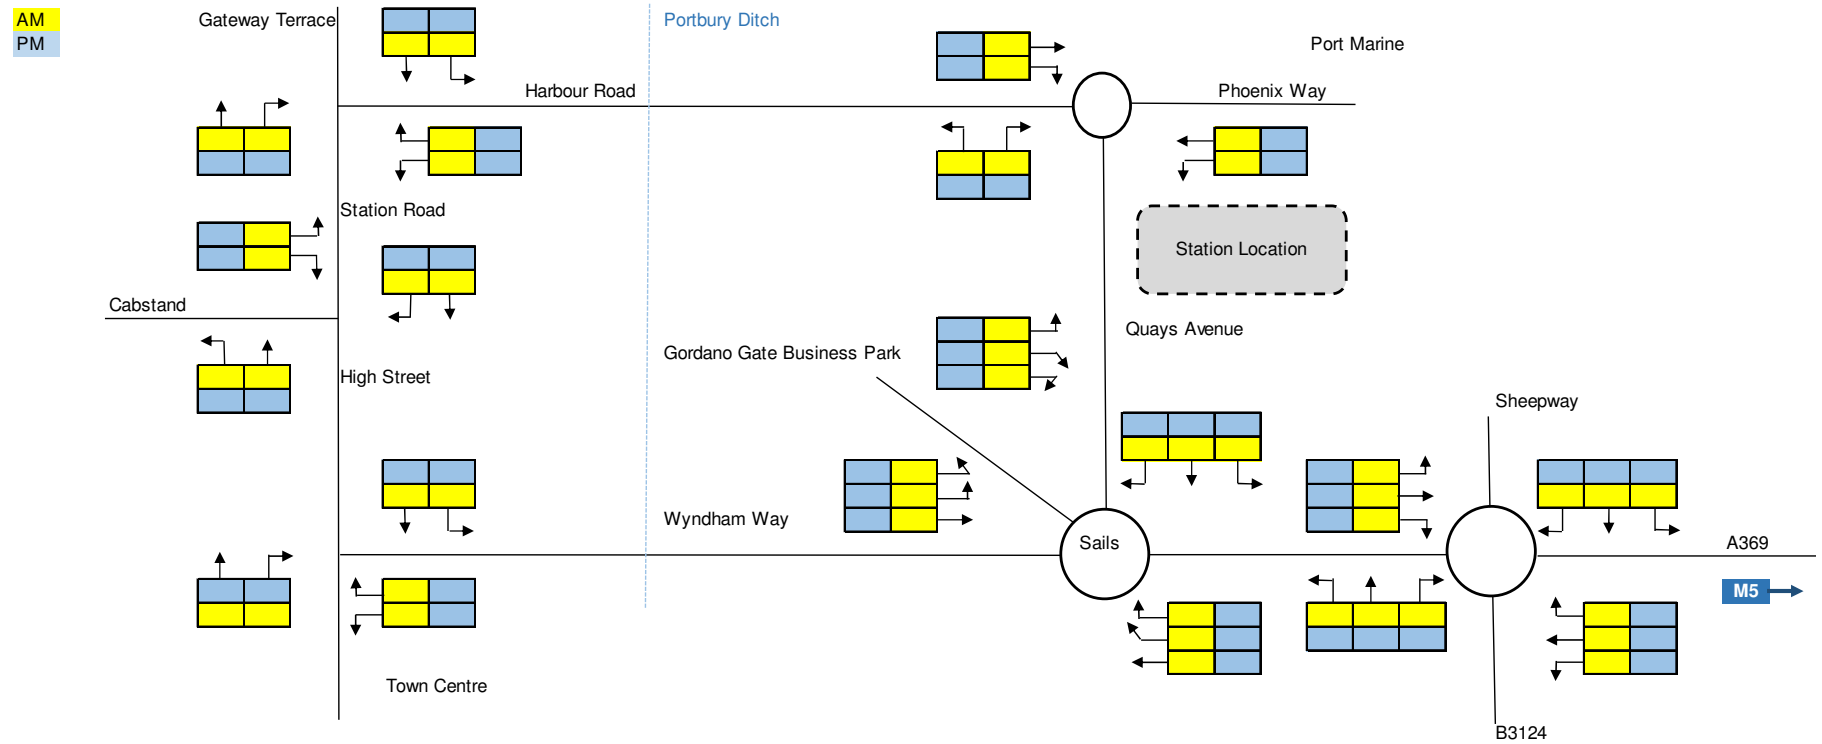 AM
Gateway Terrace
Portbury Ditch
PM
Port Marine
Harbour Road
Phoenix Way
Station Road
Station Location
Cabstand
Quays Avenue
Gordano Gate Business Park
High Street
Sheepway
Wyndham Way
Sails
A369
M5
Town Centre
B3124